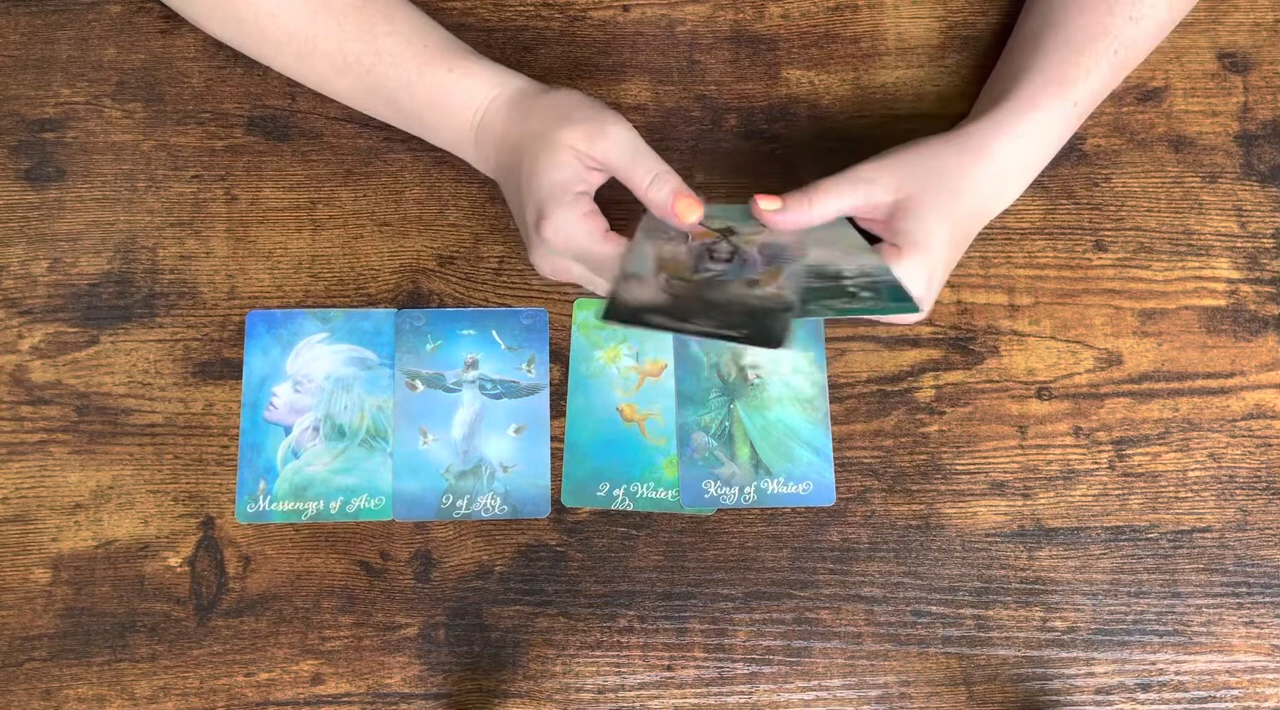 Messenger of Air
9 of Air
2 of Water
King of Water